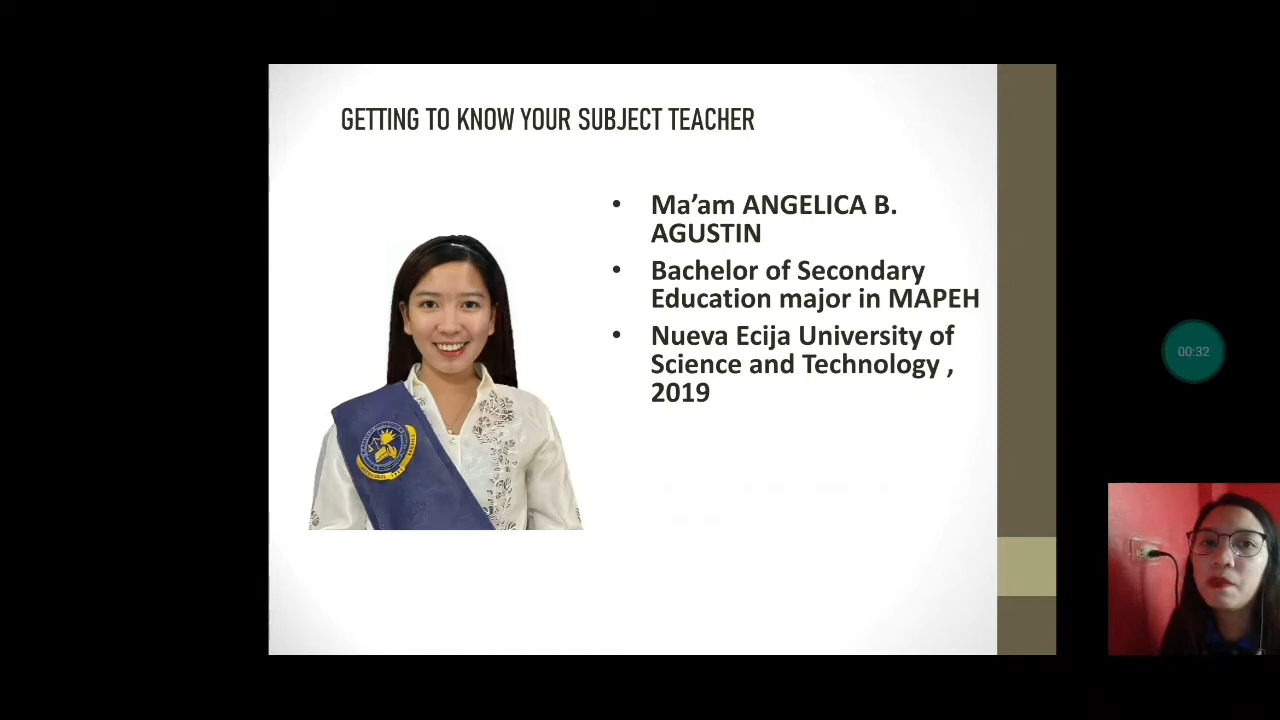 GETTING TO KNOW YOUR SUBJECT TEACHER
• Ma’am ANGELICA B.
AGUSTIN
• Bachelor of Secondary
Education major in MAPEH
• Nueva Ecija University of
Science and Technology ,
2019
00:32